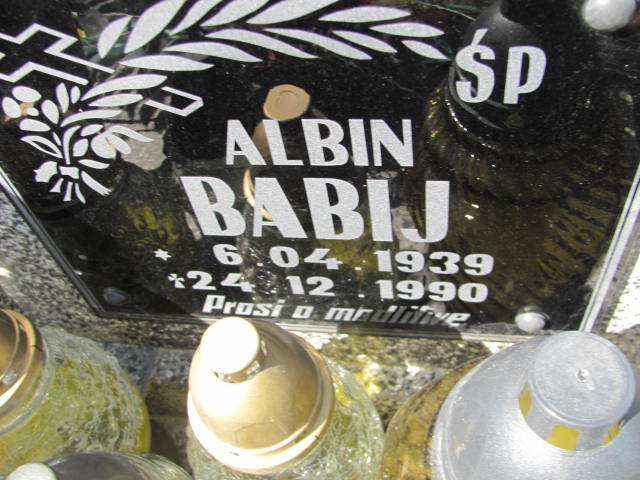 ŚP
ALBIN
BABIJ
* 6.04.1939
✝24.12.1990
Prosi o modlitwę